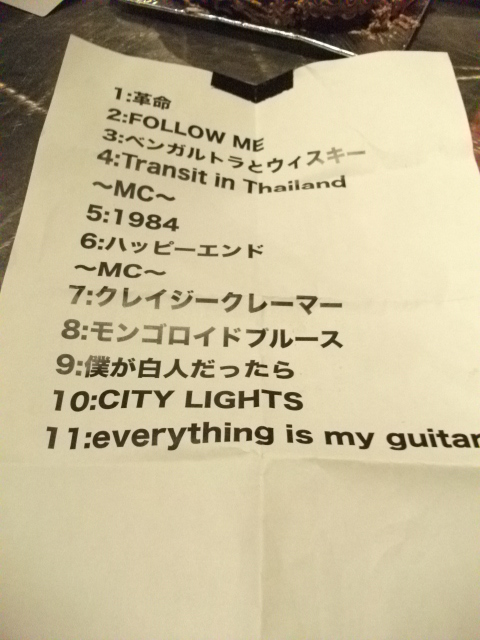 1:革命
2:FOLLOW ME
3:ベンガルトラとウィスキー
4:Transit in Thailand
〜MC〜
5:1984
6:ハッピーエンド
〜MC〜
7:クレイジークレーマー
8:モンゴロイドブルース
9:僕が白人だったら
10:CITY LIGHTS
11:everything is my guitar